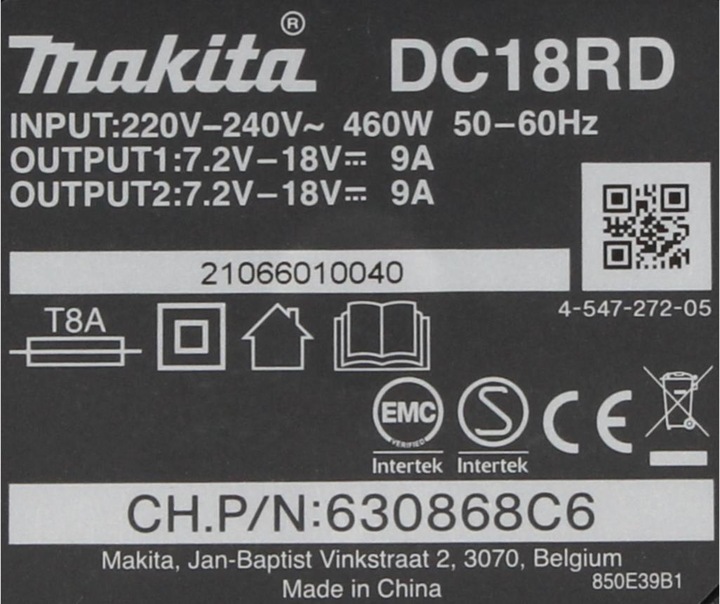 makita® DC18RD
INPUT:220V–240V~ 460W 50–60Hz
OUTPUT1:7.2V–18V⎓ 9A
OUTPUT2:7.2V–18V⎓ 9A
21066010040
4-547-272-05
T8A
EMC
VERIFIED
S
CE
Intertek Intertek
CH.P/N:630868C6
Makita, Jan-Baptist Vinkstraat 2, 3070, Belgium
Made in China
850E39B1